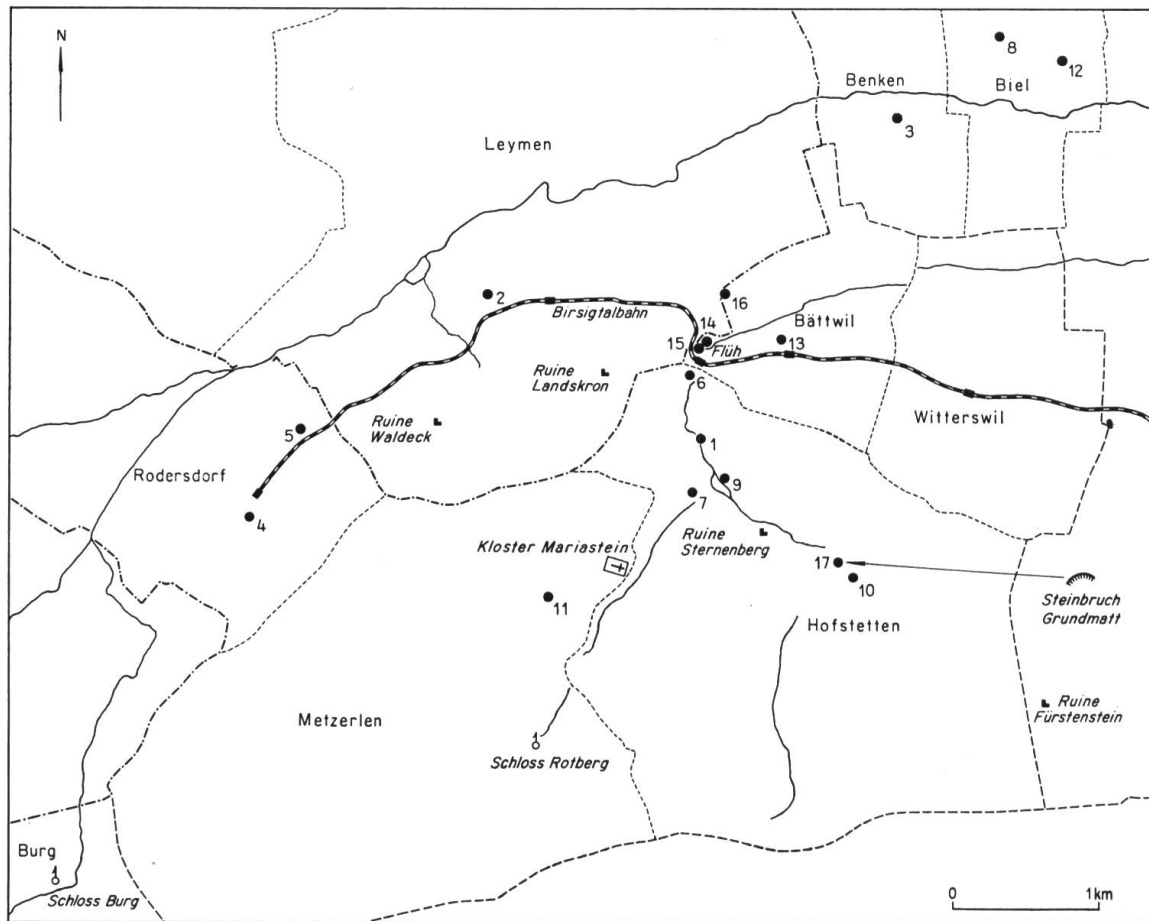 N
8
12
Benken
Biel
3
Leymen
2
16
Birsigtalbahn
14
Bättwil
15
Flüh
13
Ruine
Landskron
6
Ruine
Waldeck
5
Witterswil
1
Rodersdorf
9
7
4
Ruine
Sternenberg
Kloster Mariastein
17
10
11
Steinbruch
Grundmatt
Hofstetten
Metzerlen
Ruine
Fürstenstein
Schloss Rotberg
Burg
Schloss Burg
0
1km